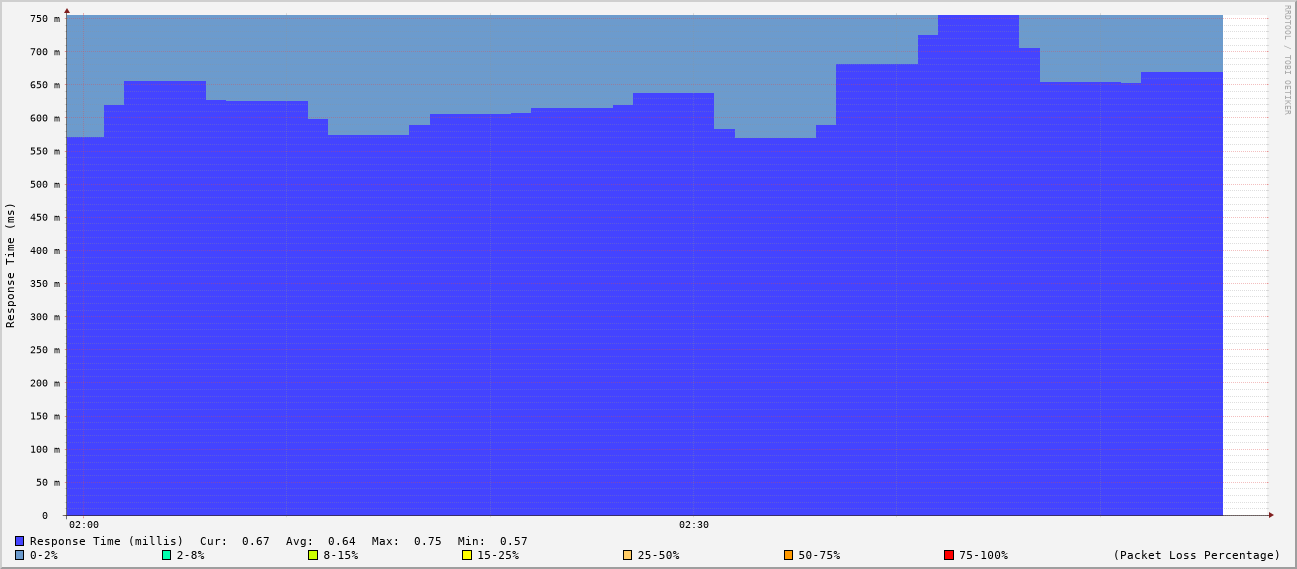 RRDTOOL / TOBI OETIKER
Response Time (ms)
750 m
700 m
650 m
600 m
550 m
500 m
450 m
400 m
350 m
300 m
250 m
200 m
150 m
100 m
50 m
0
02:00 02:30
Response Time (millis) Cur: 0.67 Avg: 0.64 Max: 0.75 Min: 0.57
0-2% 2-8% 8-15% 15-25% 25-50% 50-75% 75-100% (Packet Loss Percentage)